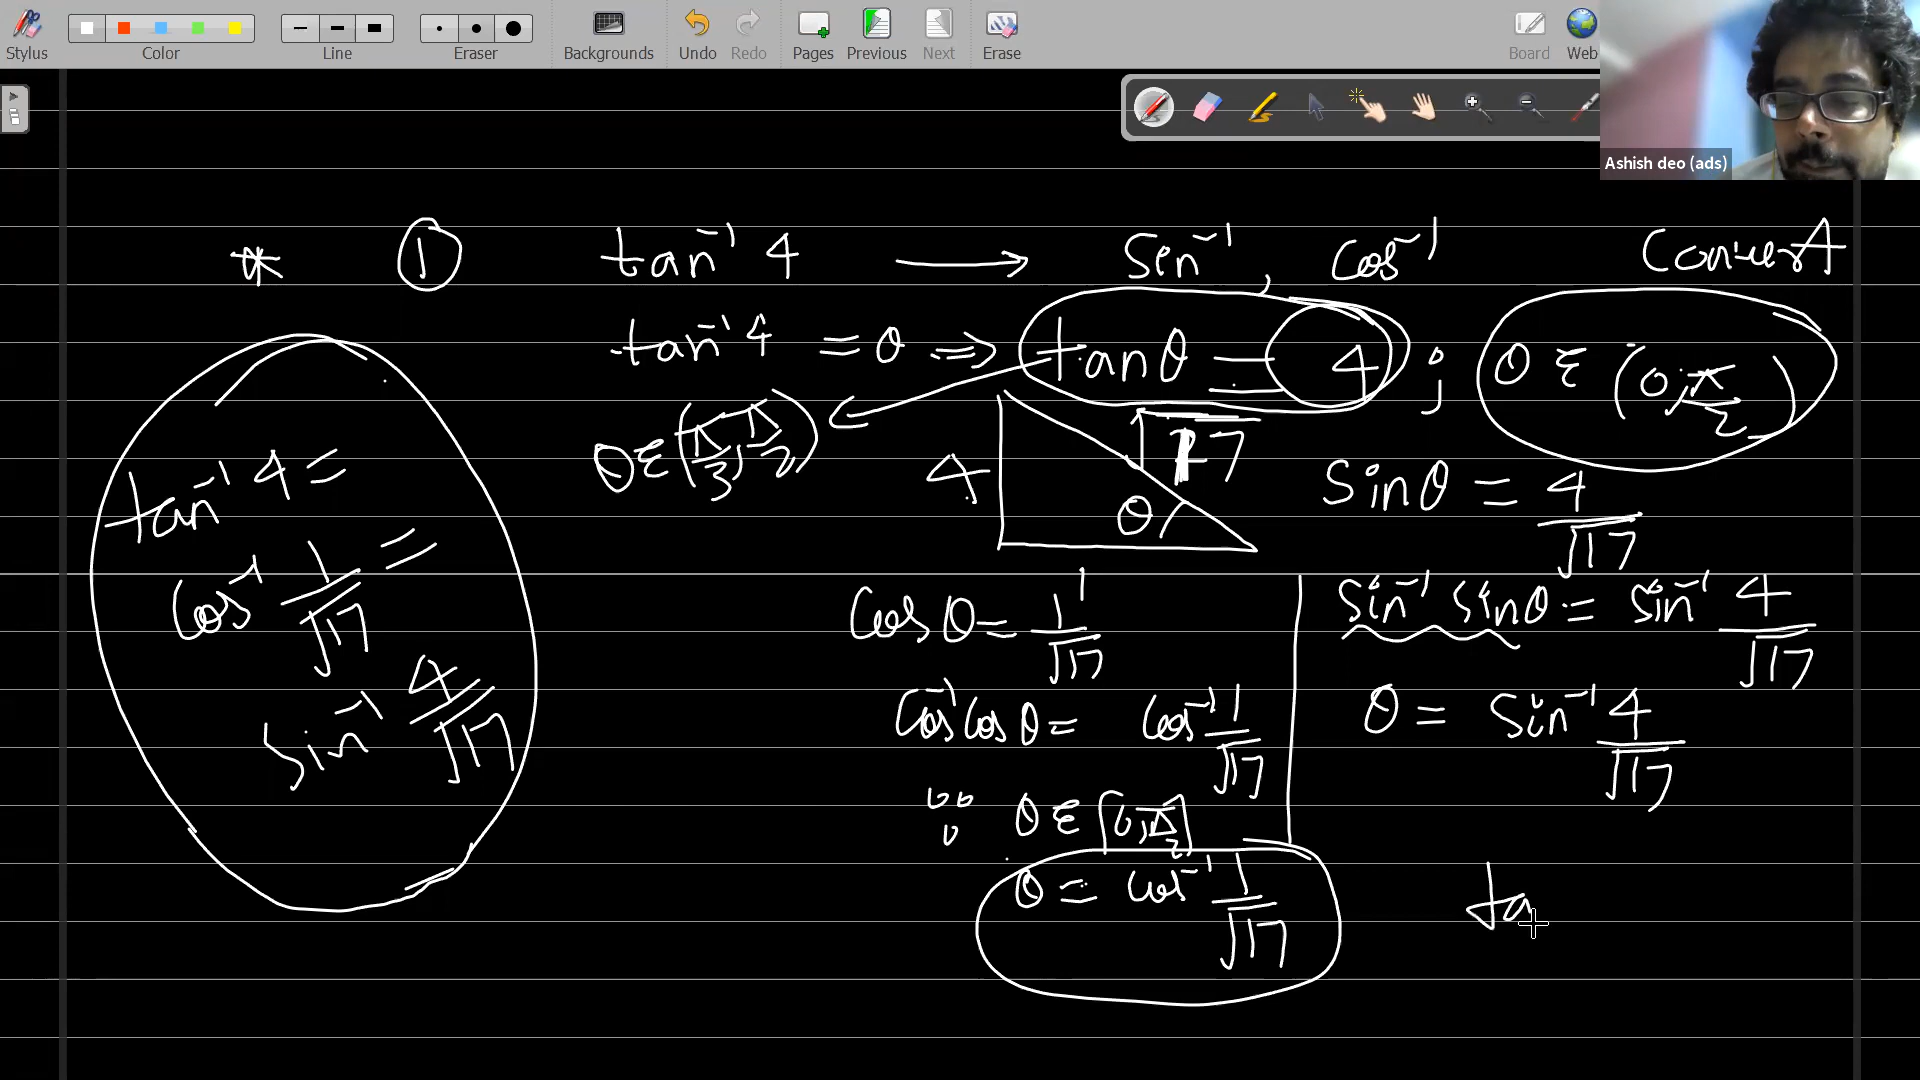 Stylus Color Line Eraser Backgrounds Undo Redo Pages Previous Next Erase Board Web
Ashish deo (ads)
* ① tan⁻¹ 4 → sin⁻¹, cos⁻¹ Convert
tan⁻¹ 4 = θ ⇒ tanθ = 4 ; θ ε (0, π/2)
θ ε (π/3, π/2)
4 √17 θ
sinθ = 4/√17
tan⁻¹ 4 =
cos⁻¹ 1/√17 =
sin⁻¹ 4/√17
cos θ = 1/√17
cos⁻¹ cos θ = cos⁻¹ 1/√17
∵ θ ε [0, π/2]
θ = cos⁻¹ 1/√17
sin⁻¹ sinθ = sin⁻¹ 4/√17
θ = sin⁻¹ 4/√17
ta